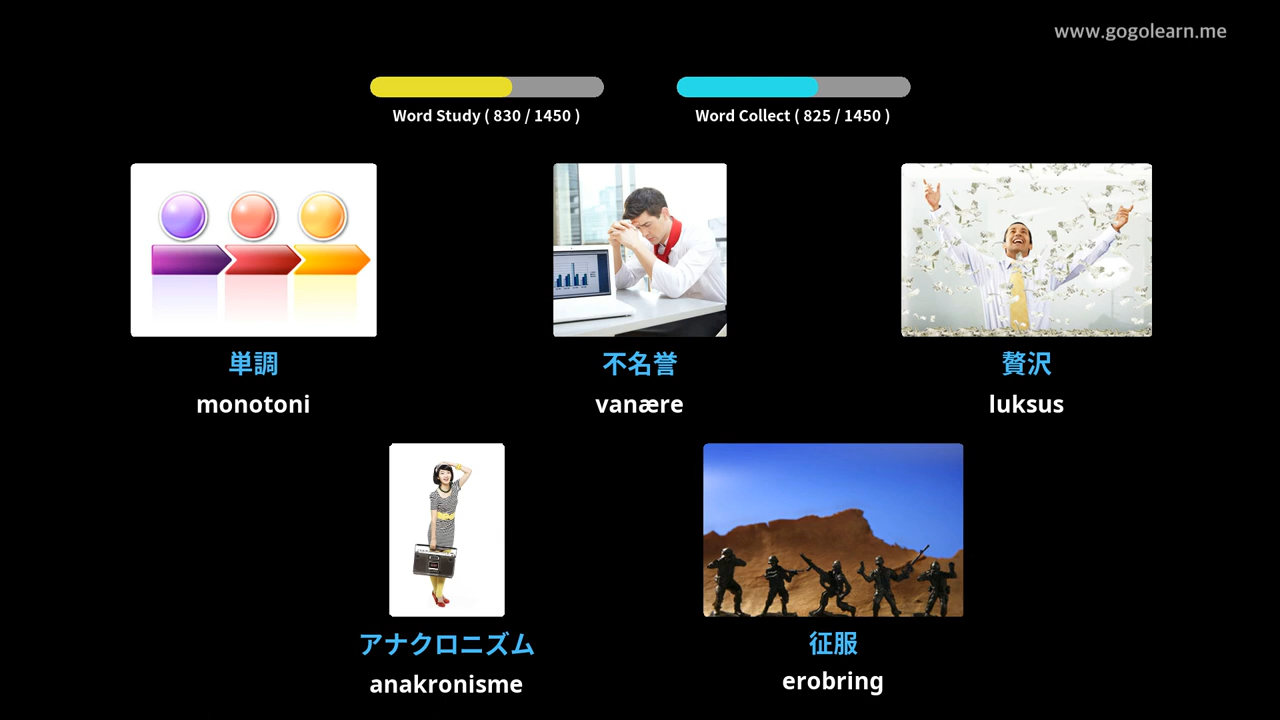 www.gogolearn.me
Word Study ( 830 / 1450 )
Word Collect ( 825 / 1450 )
単調
monotoni
不名誉
vanære
贅沢
luksus
アナクロニズム
anakronisme
征服
erobring